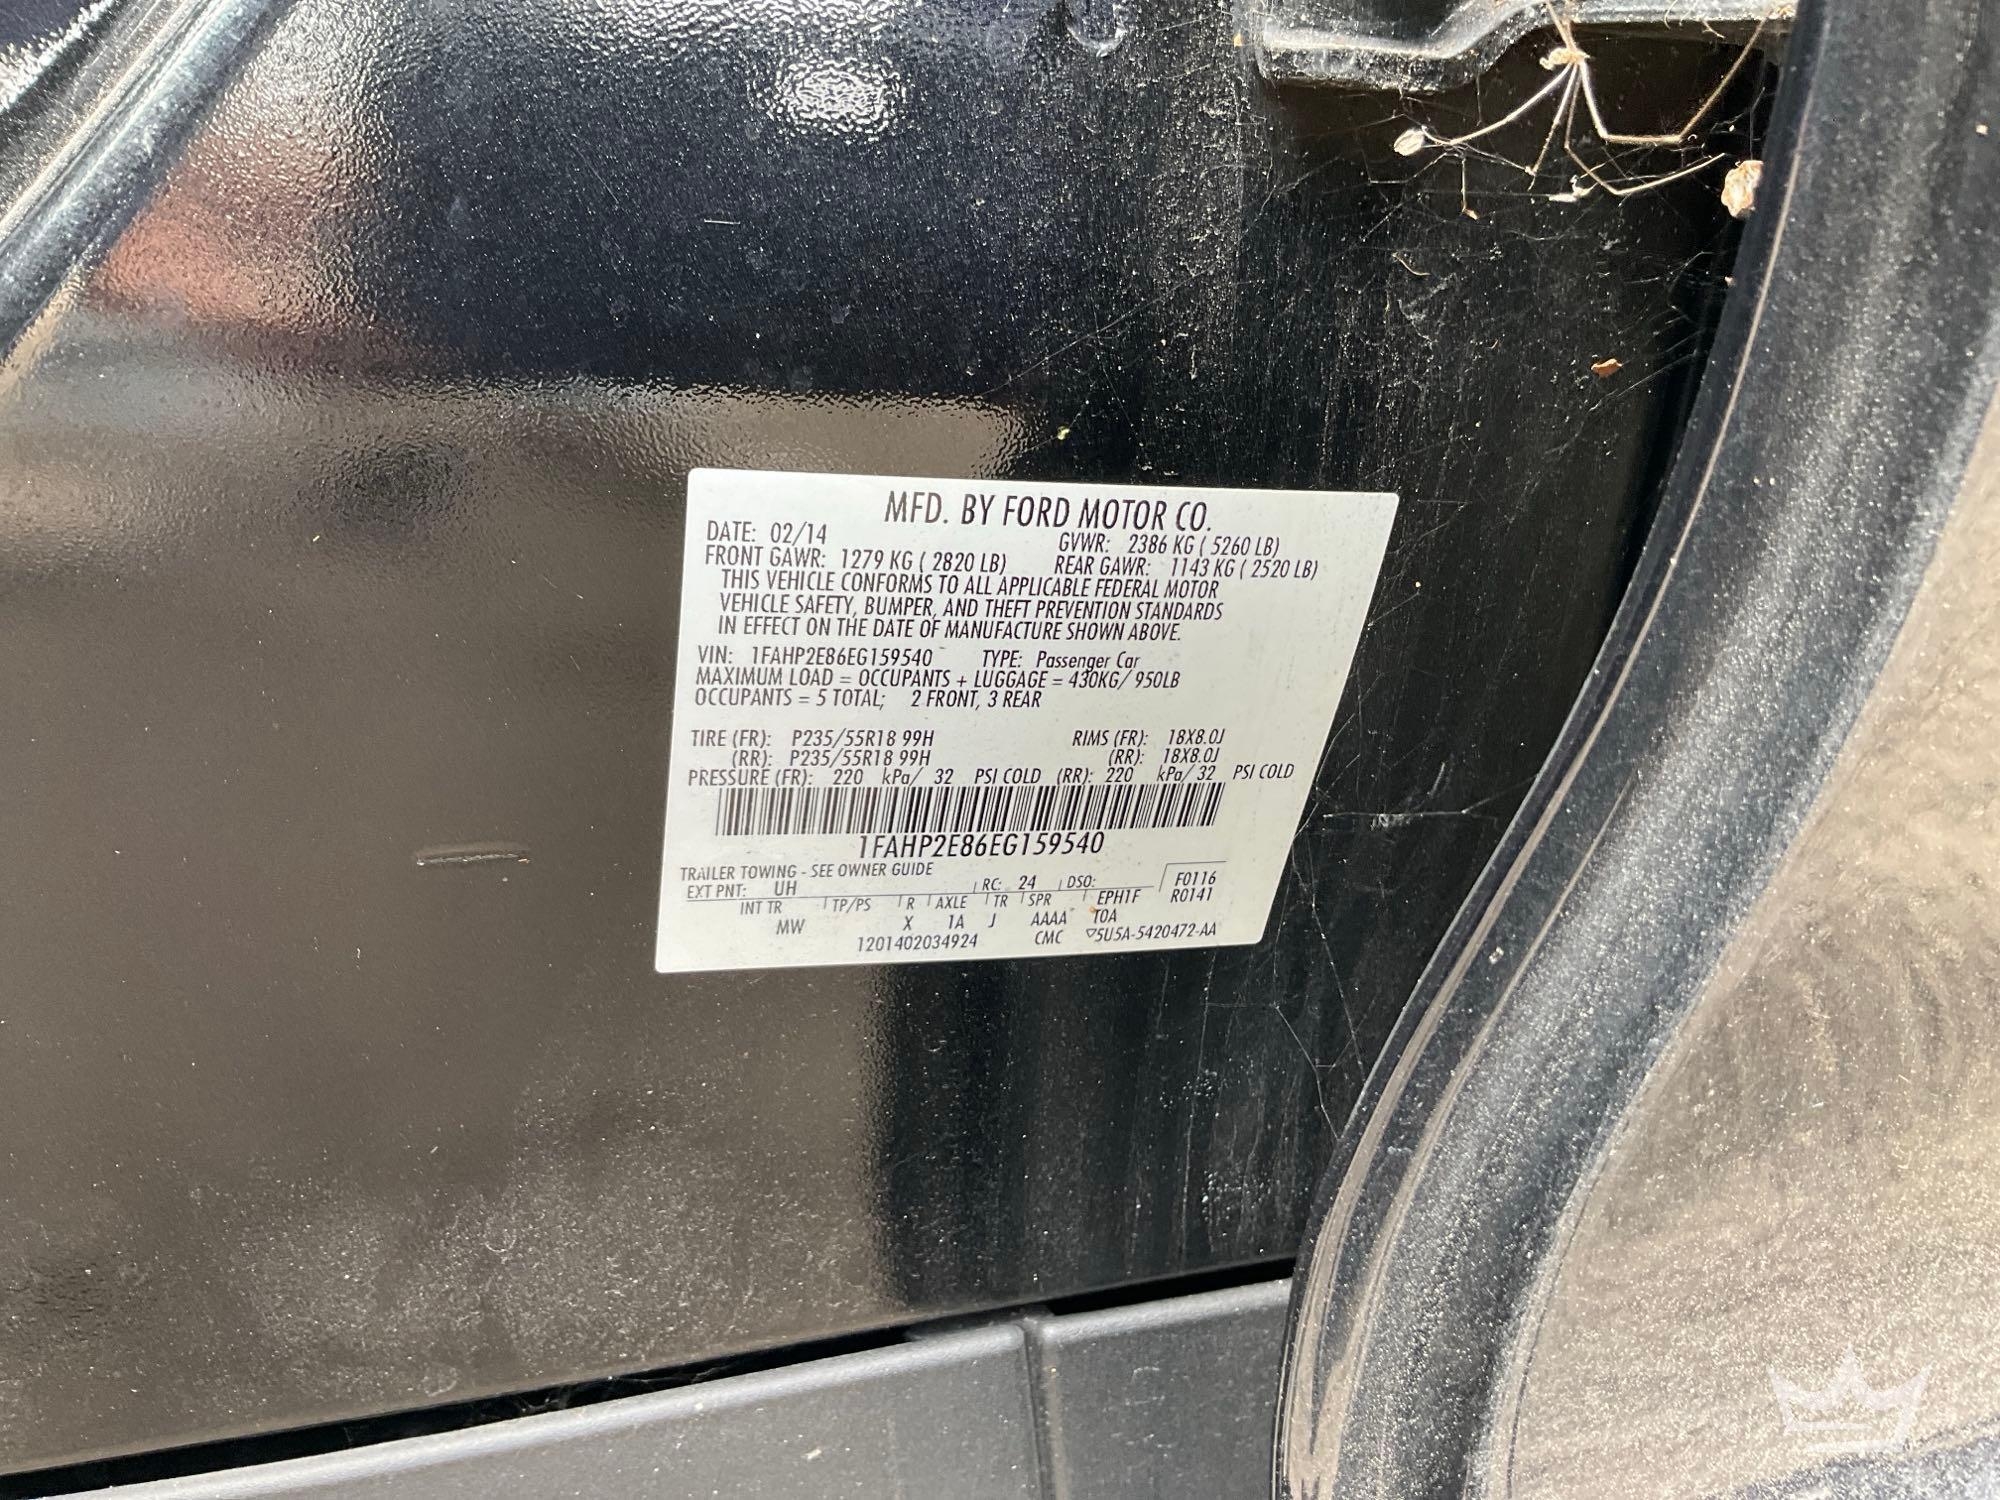 MFD. BY FORD MOTOR CO.
DATE: 02/14 GVWR: 2386 KG ( 5260 LB)
FRONT GAWR: 1279 KG ( 2820 LB) REAR GAWR: 1143 KG ( 2520 LB)
THIS VEHICLE CONFORMS TO ALL APPLICABLE FEDERAL MOTOR
VEHICLE SAFETY, BUMPER, AND THEFT PREVENTION STANDARDS
IN EFFECT ON THE DATE OF MANUFACTURE SHOWN ABOVE.
VIN: 1FAHP2E86EG159540 TYPE: Passenger Car
MAXIMUM LOAD = OCCUPANTS + LUGGAGE = 430KG/ 950LB
OCCUPANTS = 5 TOTAL; 2 FRONT, 3 REAR
TIRE (FR): P235/55R18 99H RIMS (FR): 18X8.0J
(RR): P235/55R18 99H (RR): 18X8.0J
PRESSURE (FR): 220 kPa/ 32 PSI COLD (RR): 220 kPa/ 32 PSI COLD
1FAHP2E86EG159540
TRAILER TOWING - SEE OWNER GUIDE
EXT PNT: UH RC: 24 DSO: F0116
INT TR TP/PS R AXLE TR SPR EPH1F R0141
MW X 1A J AAAA TOA
1201402034924 CMC ▽5U5A-5420472-AA